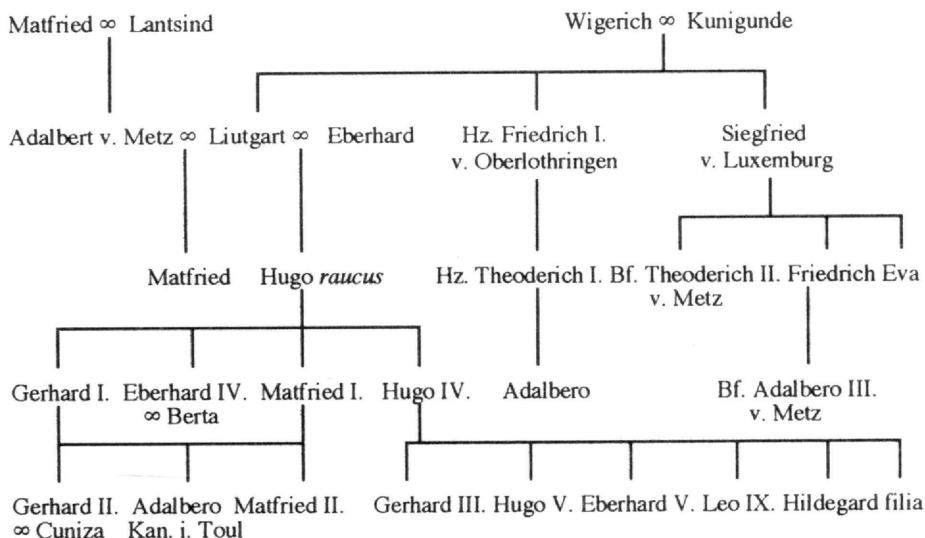 Matfried ∞ Lantsind Wigerich ∞ Kunigunde
Adalbert v. Metz ∞ Liutgart ∞ Eberhard Hz. Friedrich I. Siegfried
v. Oberlothringen v. Luxemburg
Matfried Hugo raucus Hz. Theoderich I. Bf. Theoderich II. Friedrich Eva
v. Metz
Gerhard I. Eberhard IV. Matfried I. Hugo IV. Adalbero Bf. Adalbero III.
∞ Berta v. Metz
Gerhard II. Adalbero Matfried II. Gerhard III. Hugo V. Eberhard V. Leo IX. Hildegard filia
∞ Cuniza Kan. i. Toul